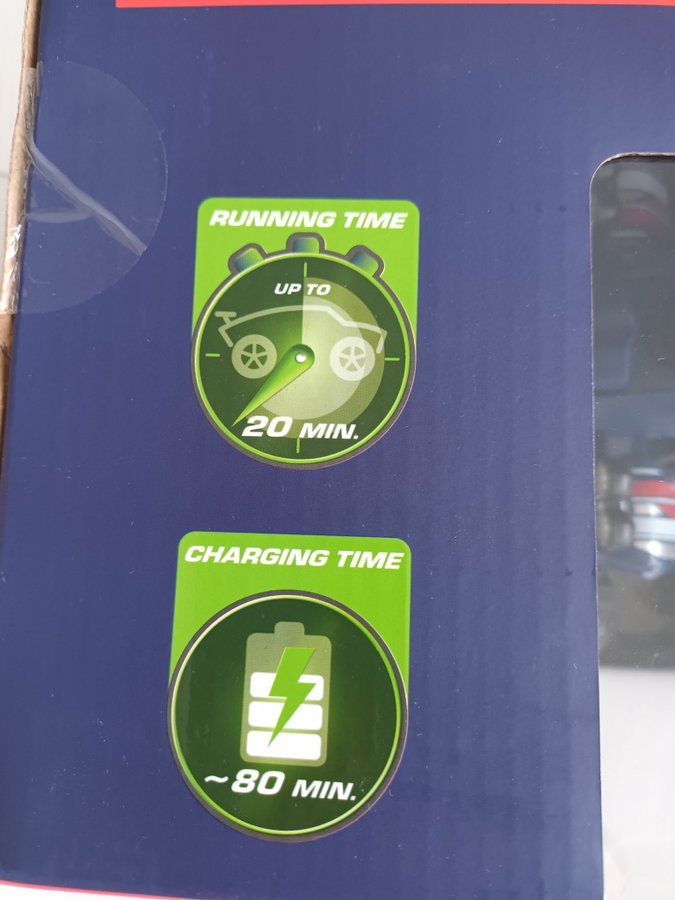 RUNNING TIME
UP TO
20 MIN.
CHARGING TIME
~80 MIN.